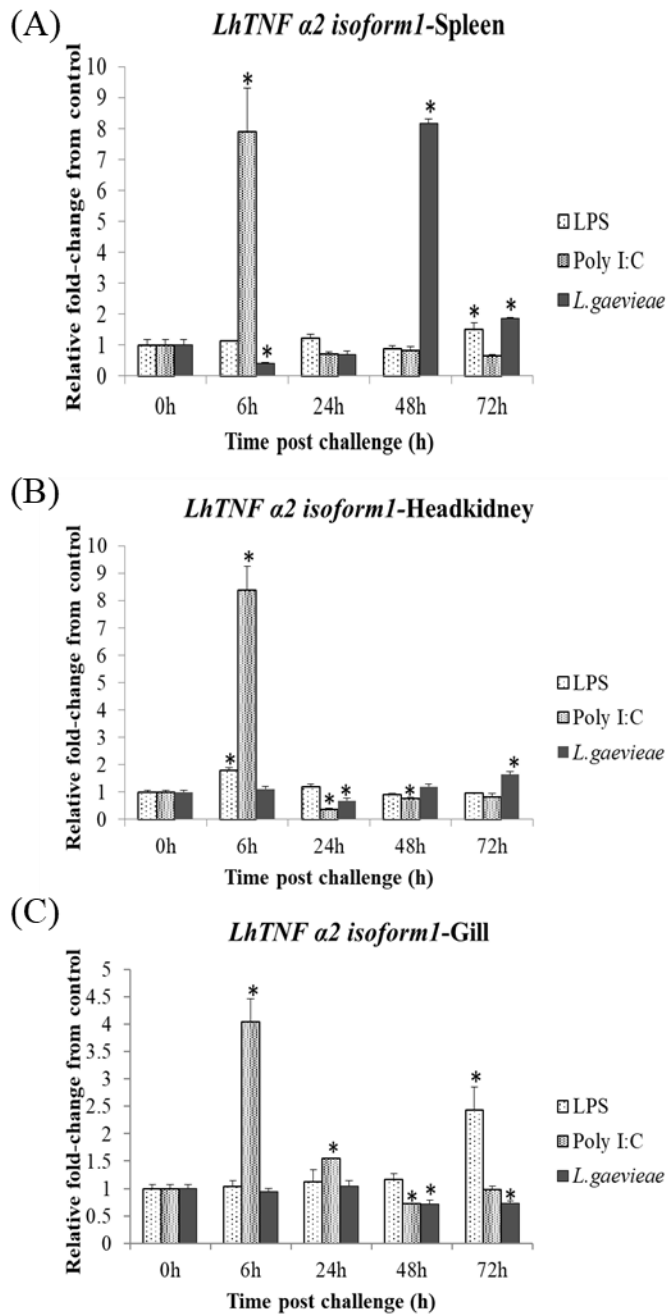 (A)
LhTNF α2 isoform1-Spleen
Relative fold-change from control
10
9
8
7
6
5
4
3
2
1
0
*
*
*
*
*
0h 6h 24h 48h 72h
Time post challenge (h)
LPS
Poly I:C
L.gaevieae
(B)
LhTNF α2 isoform1-Headkidney
Relative fold-change from control
10
9
8
7
6
5
4
3
2
1
0
*
*
*
*
*
*
0h 6h 24h 48h 72h
Time post challenge (h)
LPS
Poly I:C
L.gaevieae
(C)
LhTNF α2 isoform1-Gill
Relative fold-change from control
5
4.5
4
3.5
3
2.5
2
1.5
1
0.5
0
*
*
*
*
*
*
0h 6h 24h 48h 72h
Time post challenge (h)
LPS
Poly I:C
L.gaevieae